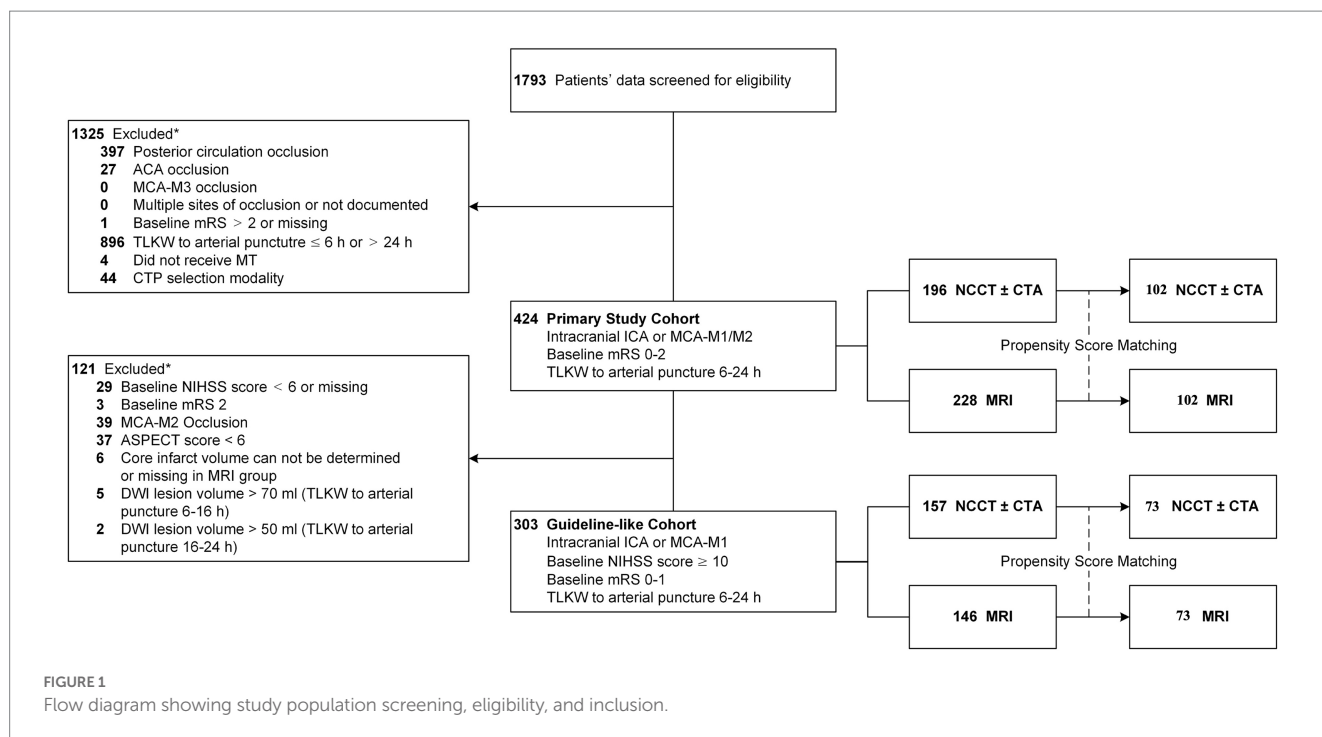 1793 Patients' data screened for eligibility
1325 Excluded*
397 Posterior circulation occlusion
27 ACA occlusion
0 MCA-M3 occlusion
0 Multiple sites of occlusion or not documented
1 Baseline mRS > 2 or missing
896 TLKW to arterial punctutre ≤ 6 h or > 24 h
4 Did not receive MT
44 CTP selection modality
424 Primary Study Cohort
Intracranial ICA or MCA-M1/M2
Baseline mRS 0-2
TLKW to arterial puncture 6-24 h
196 NCCT ± CTA
102 NCCT ± CTA
Propensity Score Matching
228 MRI
102 MRI
121 Excluded*
29 Baseline NIHSS score < 6 or missing
3 Baseline mRS 2
39 MCA-M2 Occlusion
37 ASPECT score < 6
6 Core infarct volume can not be determined
or missing in MRI group
5 DWI lesion volume > 70 ml (TLKW to arterial
puncture 6-16 h)
2 DWI lesion volume > 50 ml (TLKW to arterial
puncture 16-24 h)
303 Guideline-like Cohort
Intracranial ICA or MCA-M1
Baseline NIHSS score ≥ 10
Baseline mRS 0-1
TLKW to arterial puncture 6-24 h
157 NCCT ± CTA
73 NCCT ± CTA
Propensity Score Matching
146 MRI
73 MRI
FIGURE 1
Flow diagram showing study population screening, eligibility, and inclusion.